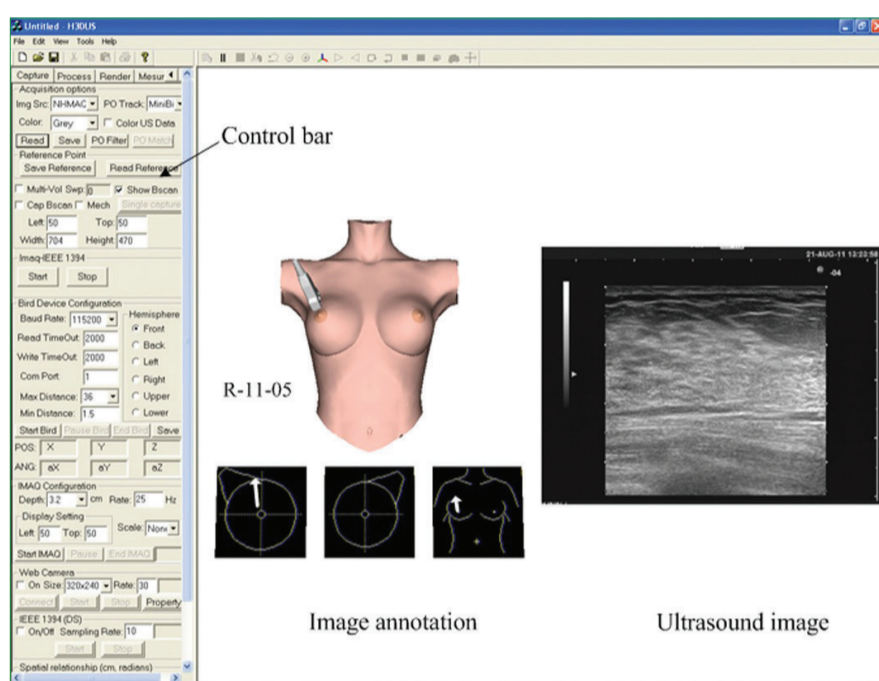 Untitled - H3DUS
File Edit View Tools Help
Capture Process Render Mesur
Acquisition options
Img Src: NHMAC PO Track: MiniBi
Color: Grey Color US Data
Read Save PO Filter PO Match
Reference Point
Save Reference Read Reference
Control bar
Multi-Vol Swp: 0 Show Bscan
Cap Bscan Mech Single capture
Left: 50 Top: 50
Width: 704 Height: 470
Imaq-IEEE 1394
Start Stop
21-AUG-11 13:23:58
-04
Bird Device Configuration
Baud Rate: 115200
Read TimeOut: 2000
Write TimeOut: 2000
Com Port: 1
Max Distance: 36
Min Distance: 1.5
Hemisphere
Front
Back
Left
Right
Upper
Lower
R-11-05
Start Bird Pause Bird End Bird Save
POS: X Y Z
ANG: aX aY aZ
IMAQ Configuration
Depth: 3.2 cm Rate: 25 Hz
Display Setting
Left: 50 Top: 50 Scale: None
Start IMAQ Pause End IMAQ
Web Camera
On Size: 320x240 Rate: 30
Connect Start Stop Property
IEEE 1394 (DS)
On/Off Sampling Rate: 10
Start Stop
Spatial relationship (cm, radians)
Image annotation
Ultrasound image